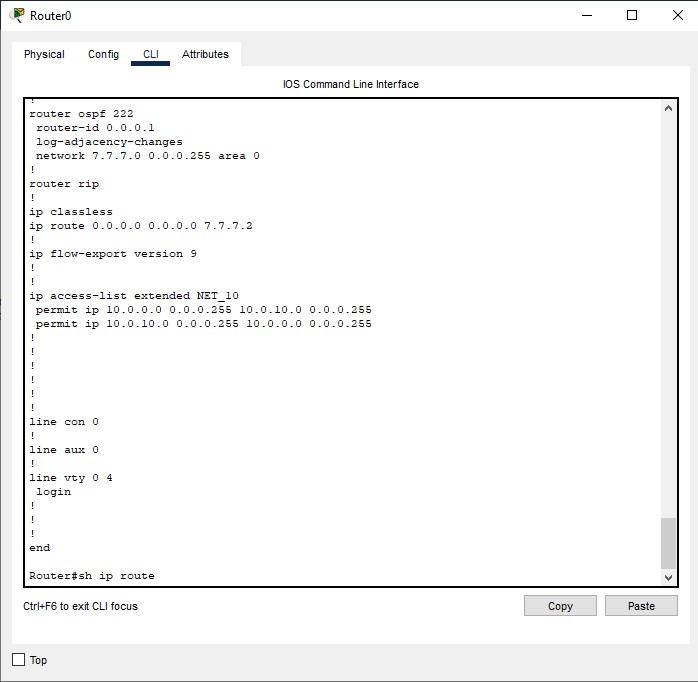 Router0
Physical Config CLI Attributes
IOS Command Line Interface
!
router ospf 222
router-id 0.0.0.1
log-adjacency-changes
network 7.7.7.0 0.0.0.255 area 0
!
router rip
!
ip classless
ip route 0.0.0.0 0.0.0.0 7.7.7.2
!
ip flow-export version 9
!
!
ip access-list extended NET_10
permit ip 10.0.0.0 0.0.0.255 10.0.10.0 0.0.0.255
permit ip 10.0.10.0 0.0.0.255 10.0.0.0 0.0.0.255
!
!
!
!
!
!
line con 0
!
line aux 0
!
line vty 0 4
login
!
!
!
end
Router#sh ip route
Ctrl+F6 to exit CLI focus
Copy Paste
Top